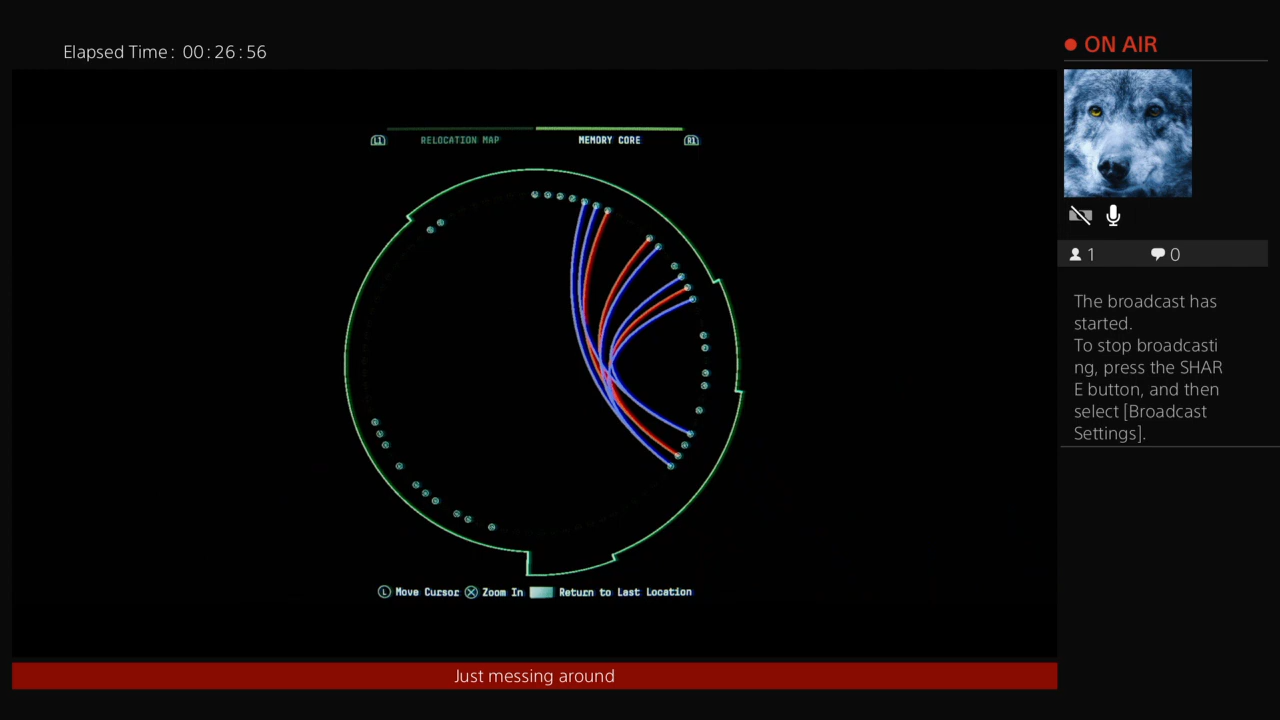 Elapsed Time: 00:26:56
ON AIR
L1 RELOCATION MAP MEMORY CORE R1
1 0
The broadcast has
started.
To stop broadcasti
ng, press the SHAR
E button, and then
select [Broadcast
Settings].
L Move Cursor Zoom In Return to Last Location
Just messing around